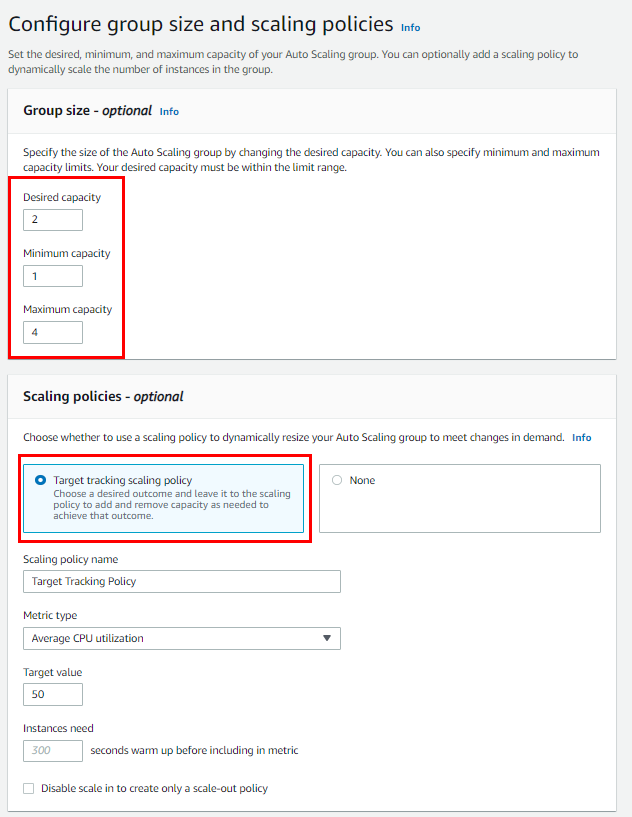 Configure group size and scaling policies Info
Set the desired, minimum, and maximum capacity of your Auto Scaling group. You can optionally add a scaling policy to
dynamically scale the number of instances in the group.
Group size - optional Info
Specify the size of the Auto Scaling group by changing the desired capacity. You can also specify minimum and maximum
capacity limits. Your desired capacity must be within the limit range.
Desired capacity
2
Minimum capacity
1
Maximum capacity
4
Scaling policies - optional
Choose whether to use a scaling policy to dynamically resize your Auto Scaling group to meet changes in demand. Info
Target tracking scaling policy
Choose a desired outcome and leave it to the scaling
policy to add and remove capacity as needed to
achieve that outcome.
None
Scaling policy name
Target Tracking Policy
Metric type
Average CPU utilization
Target value
50
Instances need
300 seconds warm up before including in metric
Disable scale in to create only a scale-out policy